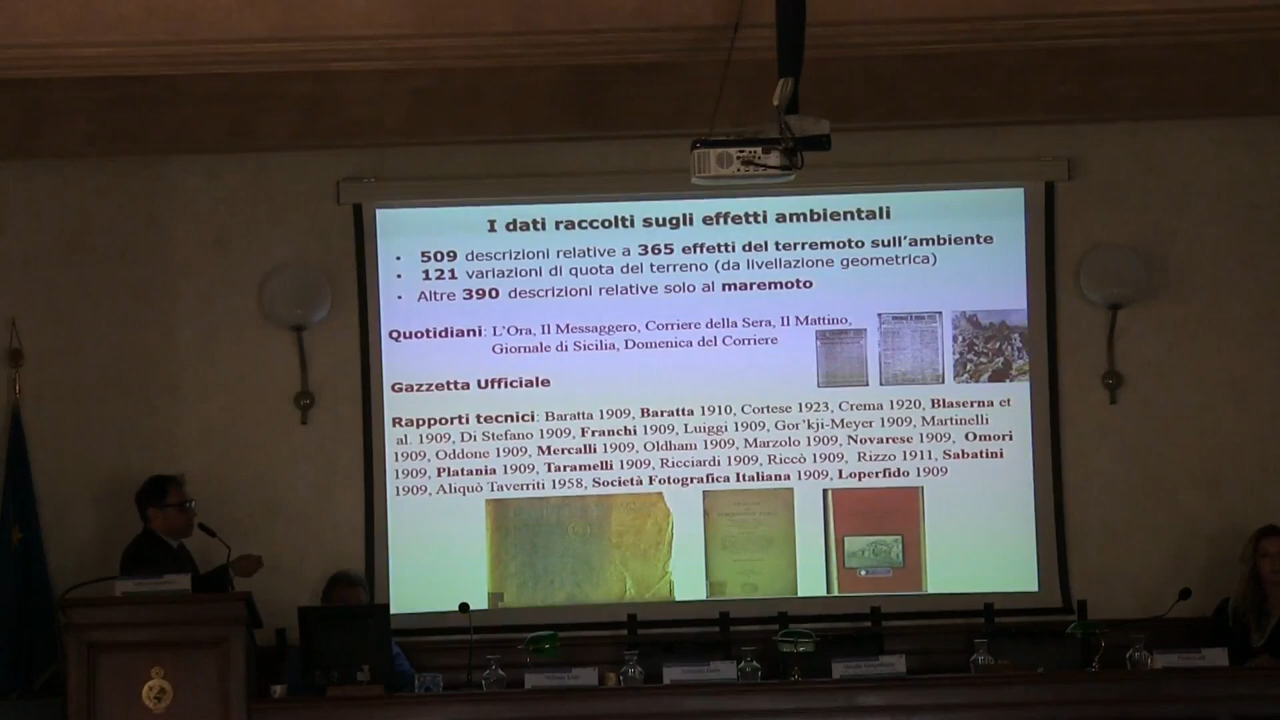 I dati raccolti sugli effetti ambientali
• 509 descrizioni relative a 365 effetti del terremoto sull'ambiente
• 121 variazioni di quota del terreno (da livellazione geometrica)
• Altre 390 descrizioni relative solo al maremoto
Quotidiani: L'Ora, Il Messaggero, Corriere della Sera, Il Mattino,
Giornale di Sicilia, Domenica del Corriere
Gazzetta Ufficiale
Rapporti tecnici: Baratta 1909, Baratta 1910, Cortese 1923, Crema 1920, Blaserna et
al. 1909, Di Stefano 1909, Franchi 1909, Luiggi 1909, Gor'kji-Meyer 1909, Martinelli
1909, Oddone 1909, Mercalli 1909, Oldham 1909, Marzolo 1909, Novarese 1909, Omori
1909, Platania 1909, Taramelli 1909, Ricciardi 1909, Riccò 1909, Rizzo 1911, Sabatini
1909, Aliquò Taverriti 1958, Società Fotografica Italiana 1909, Loperfido 1909